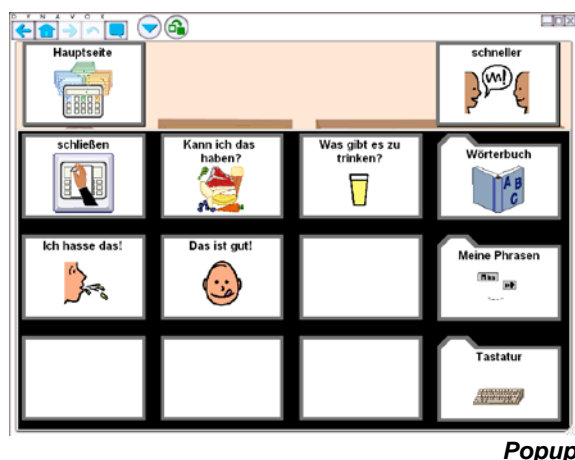 DYNAVOX
Hauptseite
schneller
schließen
Kann ich das
haben?
Was gibt es zu
trinken?
Wörterbuch
A B
C
Ich hasse das!
Das ist gut!
Meine Phrasen
Tastatur
Popup